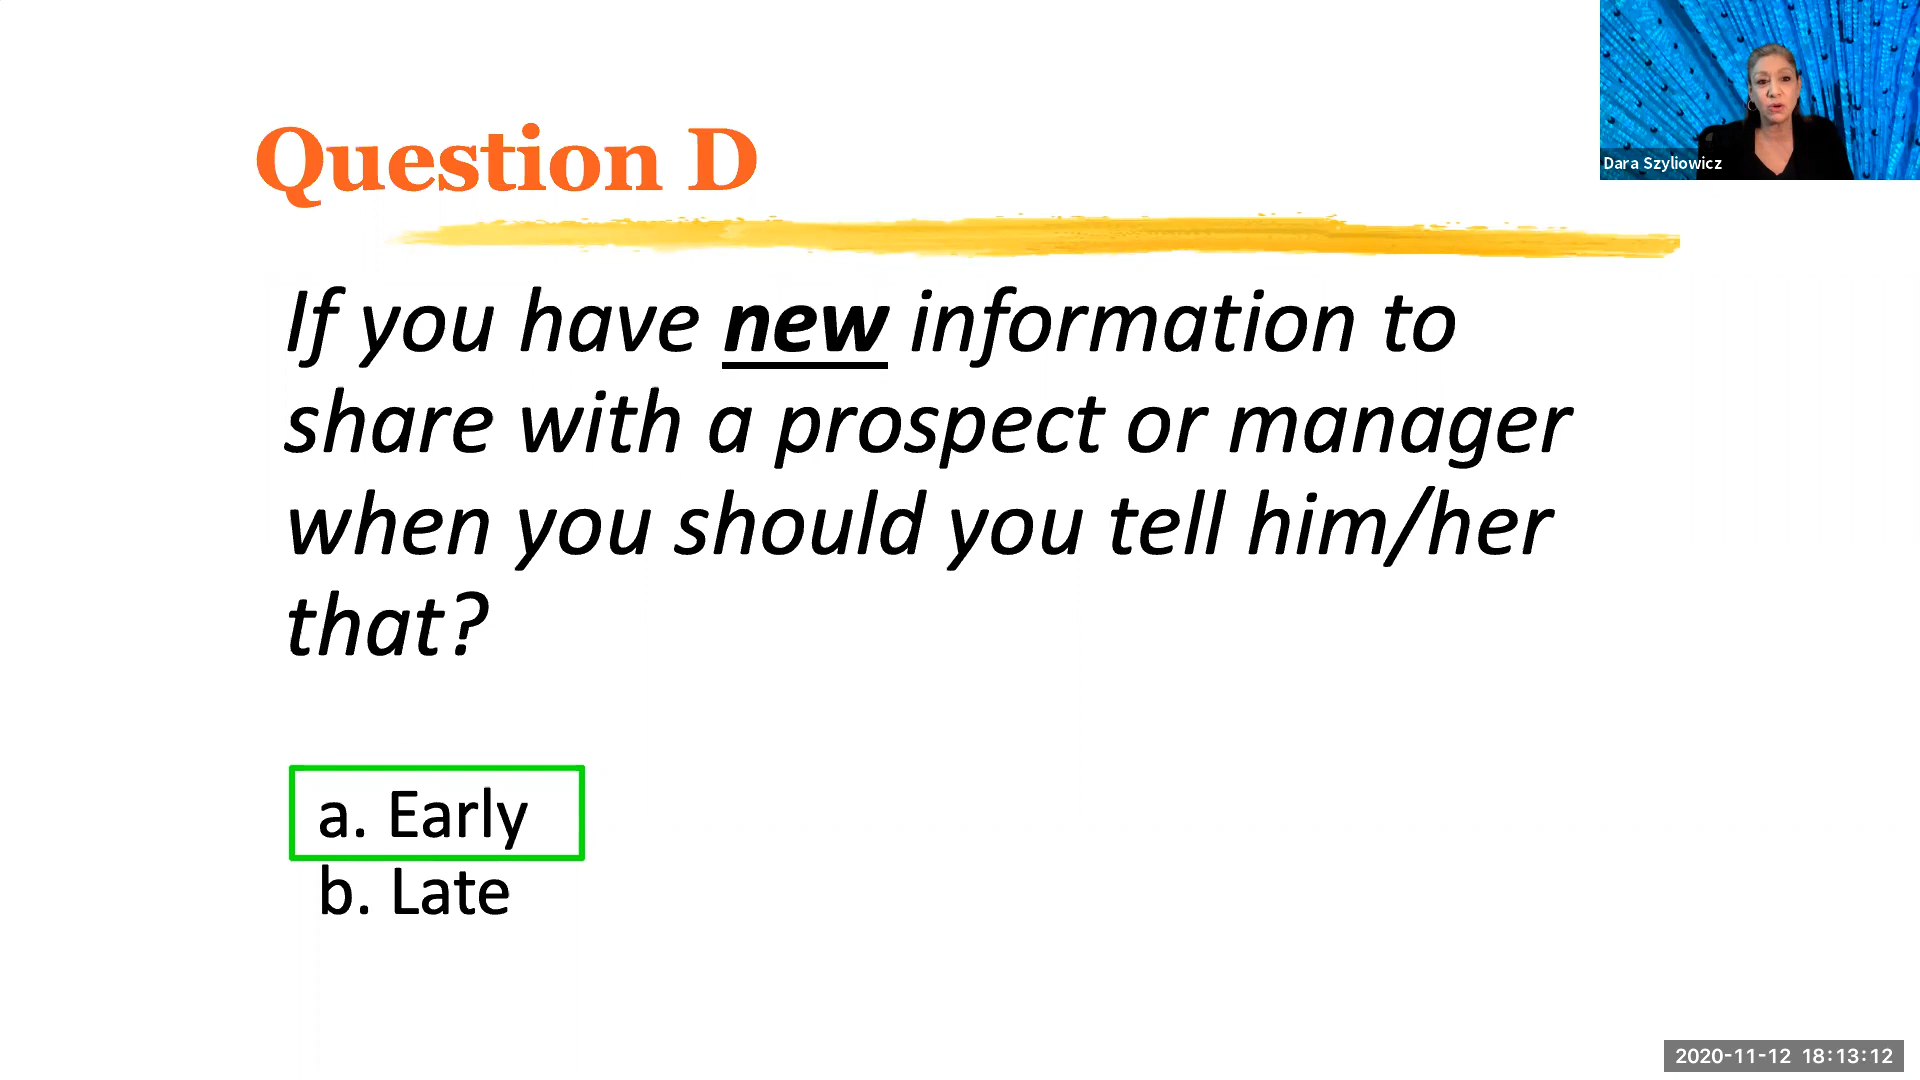 Question D
Dara Szyliowicz
If you have new information to
share with a prospect or manager
when you should you tell him/her
that?
a. Early
b. Late
2020-11-12 18:13:12